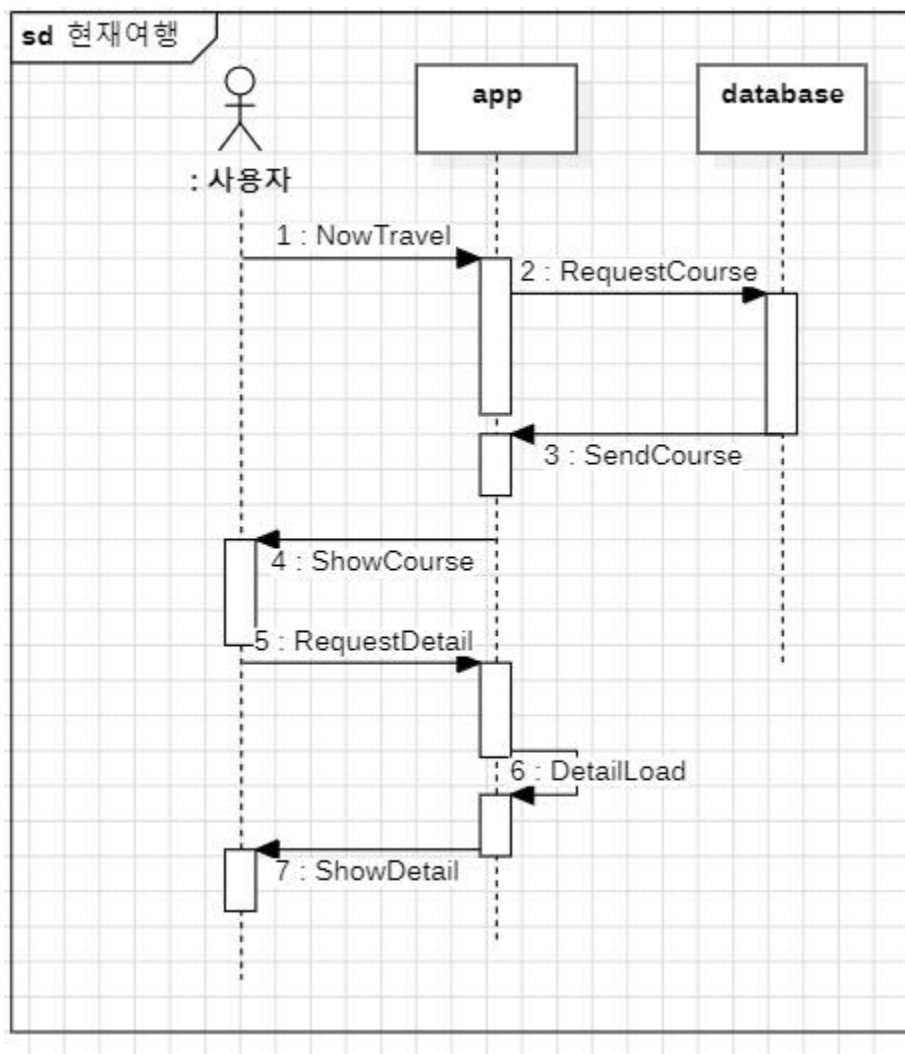 sd 현재여행
app
database
: 사용자
1 : NowTravel
2 : RequestCourse
3 : SendCourse
4 : ShowCourse
5 : RequestDetail
6 : DetailLoad
7 : ShowDetail